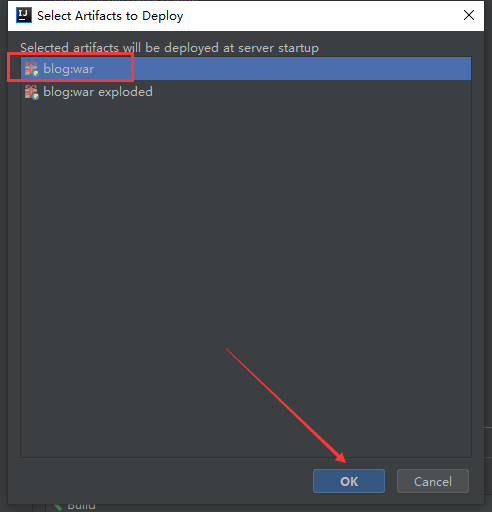 IJ Select Artifacts to Deploy
Selected artifacts will be deployed at server startup
blog:war
blog:war exploded
OK Cancel
Build